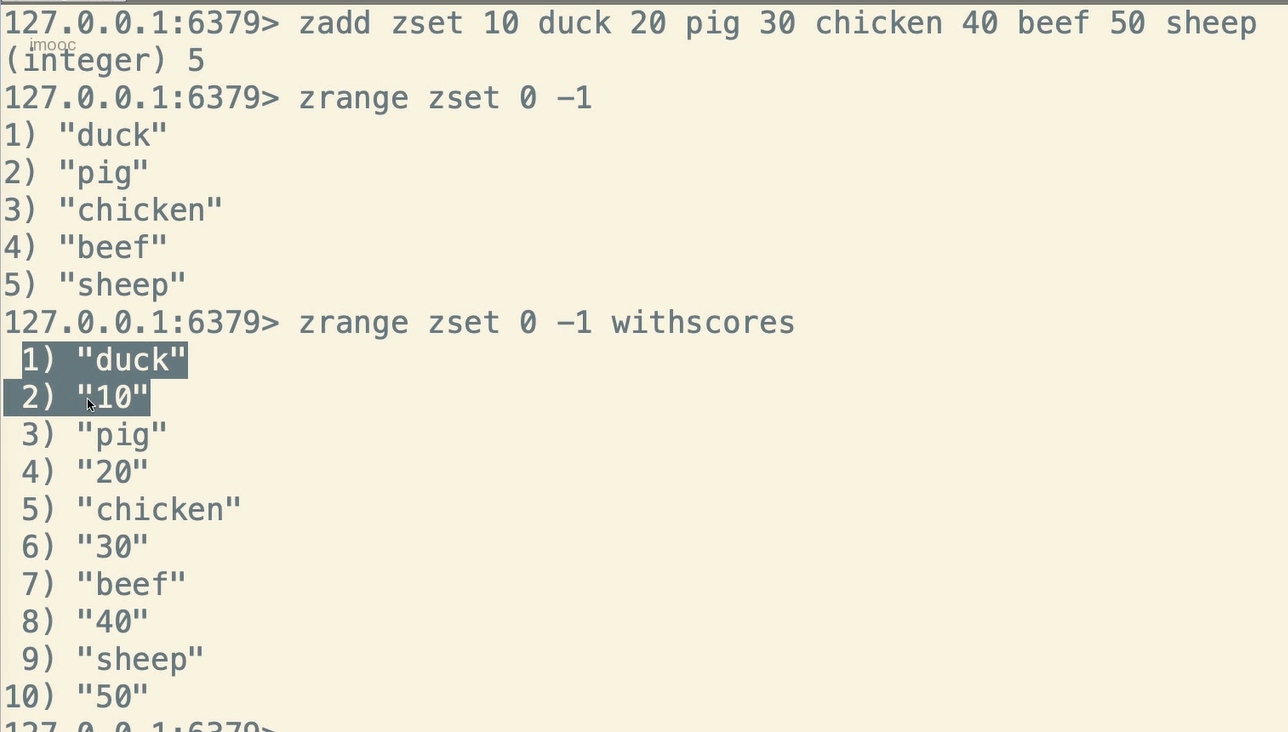 127.0.0.1:6379> zadd zset 10 duck 20 pig 30 chicken 40 beef 50 sheep
imooc
(integer) 5
127.0.0.1:6379> zrange zset 0 -1
1) "duck"
2) "pig"
3) "chicken"
4) "beef"
5) "sheep"
127.0.0.1:6379> zrange zset 0 -1 withscores
1) "duck"
2) "10"
3) "pig"
4) "20"
5) "chicken"
6) "30"
7) "beef"
8) "40"
9) "sheep"
10) "50"
127.0.0.1:6379>